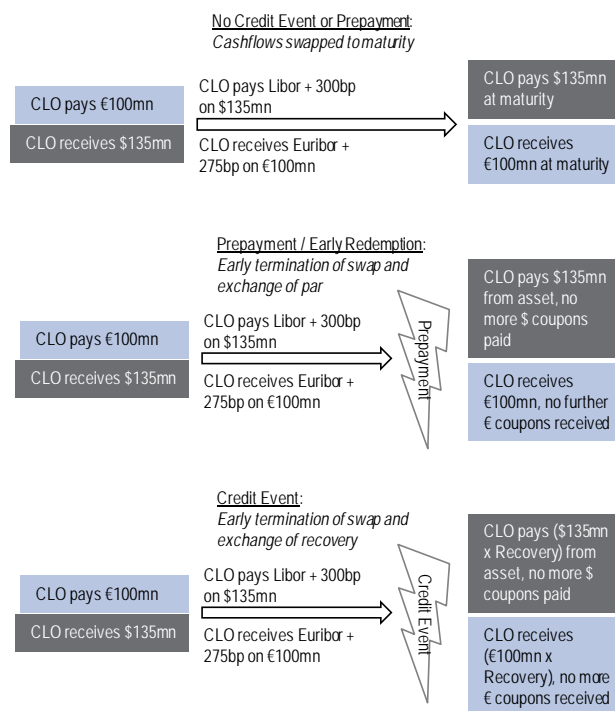 No Credit Event or Prepayment:
Cashflows swapped to maturity
CLO pays €100mn
CLO receives $135mn
CLO pays Libor + 300bp
on $135mn
CLO receives Euribor +
275bp on €100mn
CLO pays $135mn
at maturity
CLO receives
€100mn at maturity
Prepayment / Early Redemption:
Early termination of swap and
exchange of par
CLO pays €100mn
CLO receives $135mn
CLO pays Libor + 300bp
on $135mn
CLO receives Euribor +
275bp on €100mn
Prepayment
CLO pays $135mn
from asset, no
more $ coupons
paid
CLO receives
€100mn, no further
€ coupons received
Credit Event:
Early termination of swap and
exchange of recovery
CLO pays €100mn
CLO receives $135mn
CLO pays Libor + 300bp
on $135mn
CLO receives Euribor +
275bp on €100mn
Credit Event
CLO pays ($135mn
x Recovery) from
asset, no more $
coupons paid
CLO receives
(€100mn x
Recovery), no more
€ coupons received